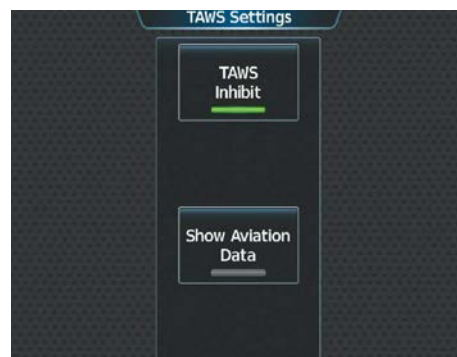 TAWS Settings
TAWS
Inhibit
Show Aviation
Data